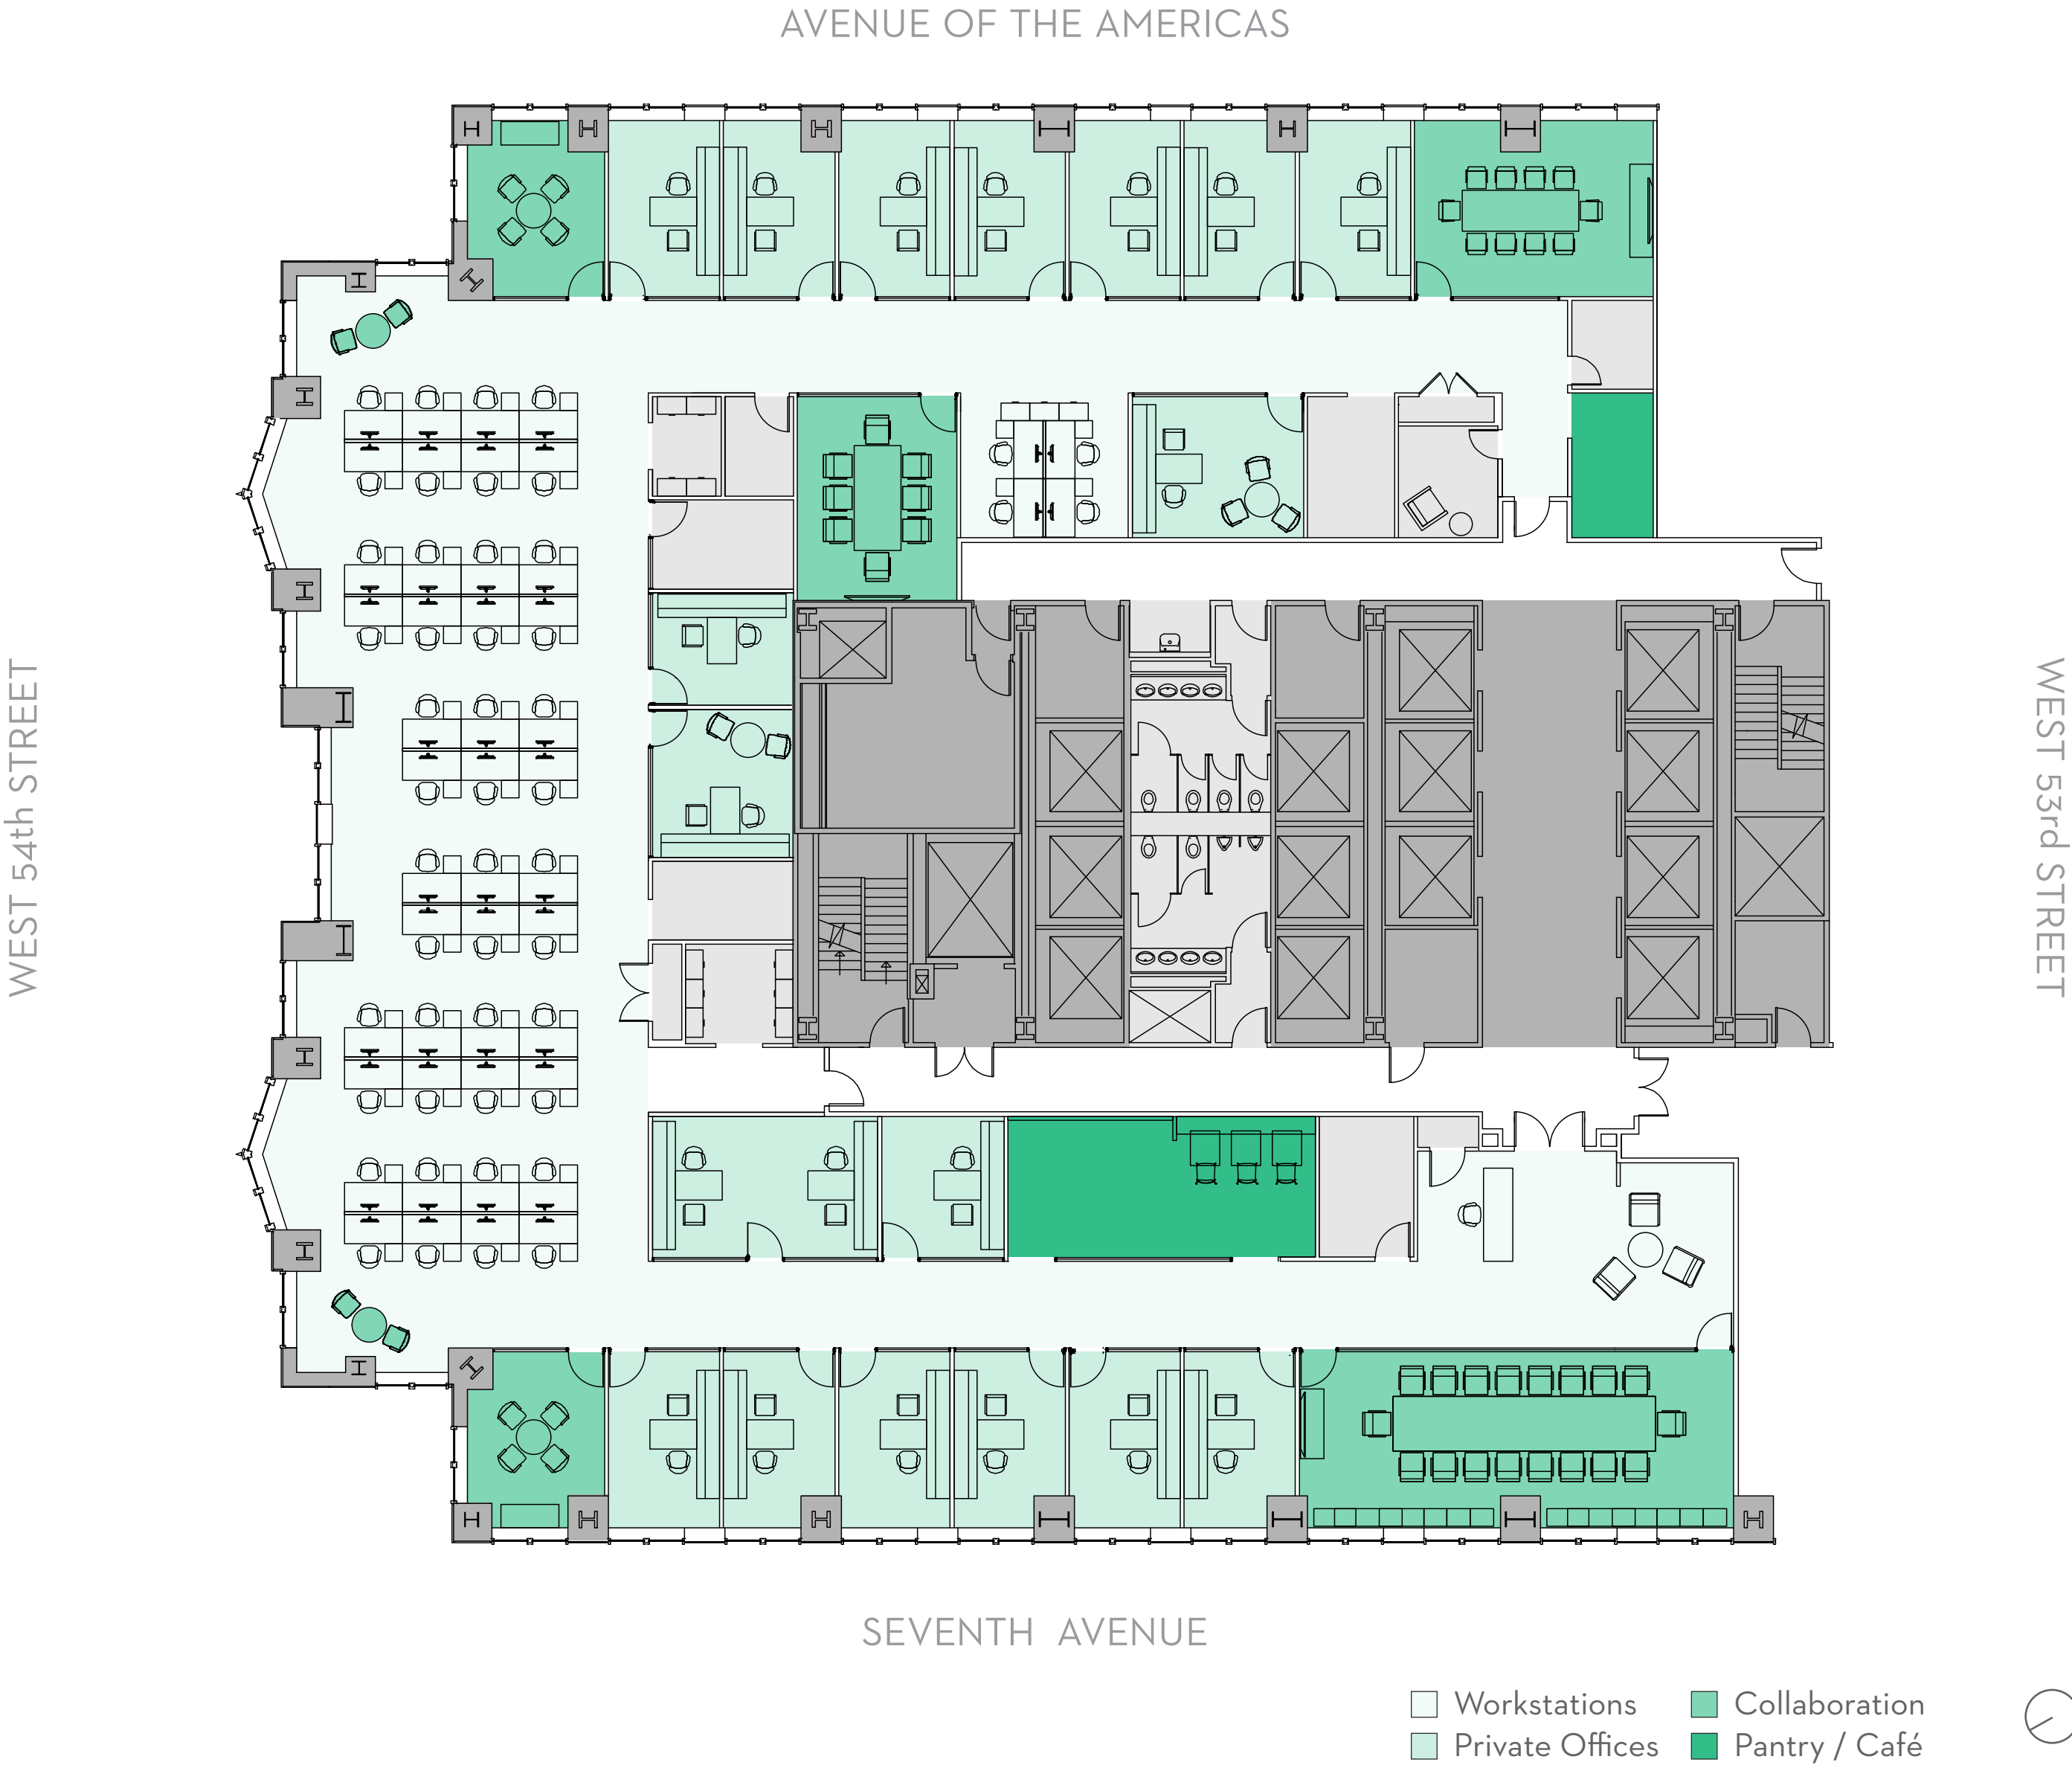 AVENUE OF THE AMERICAS
WEST 54th STREET
WEST 53rd STREET
SEVENTH AVENUE
Workstations
Collaboration
Private Offices
Pantry / Café